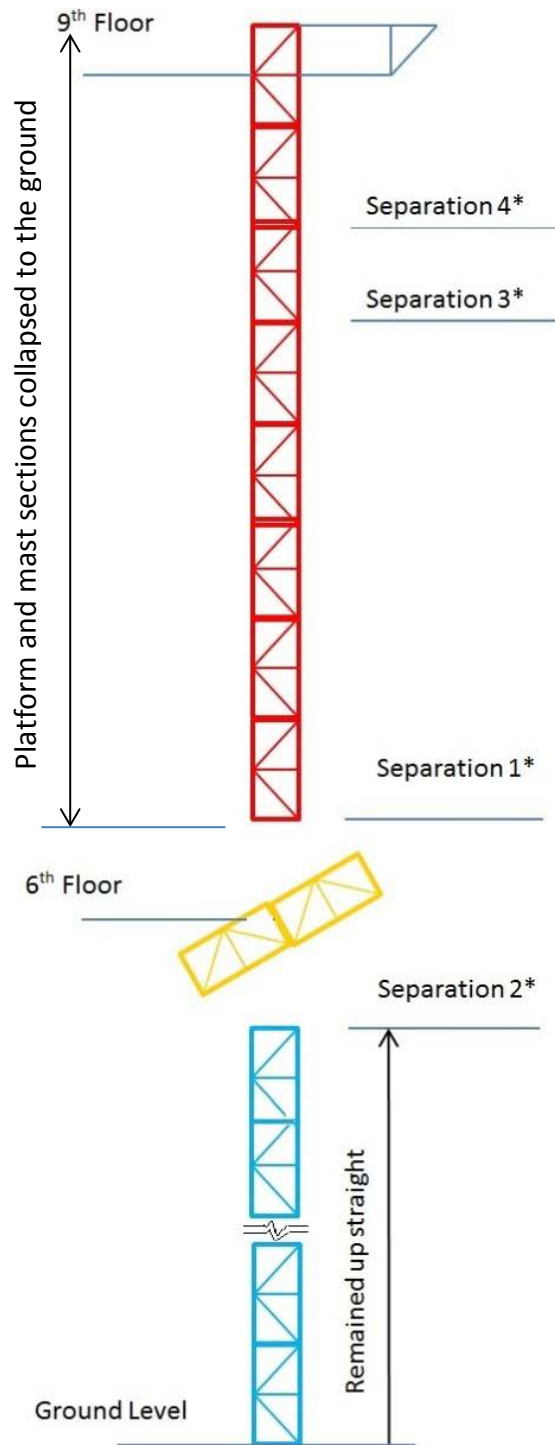 9th Floor
Platform and mast sections collapsed to the ground
Separation 4*
Separation 3*
Separation 1*
6th Floor
Separation 2*
Remained up straight
Ground Level